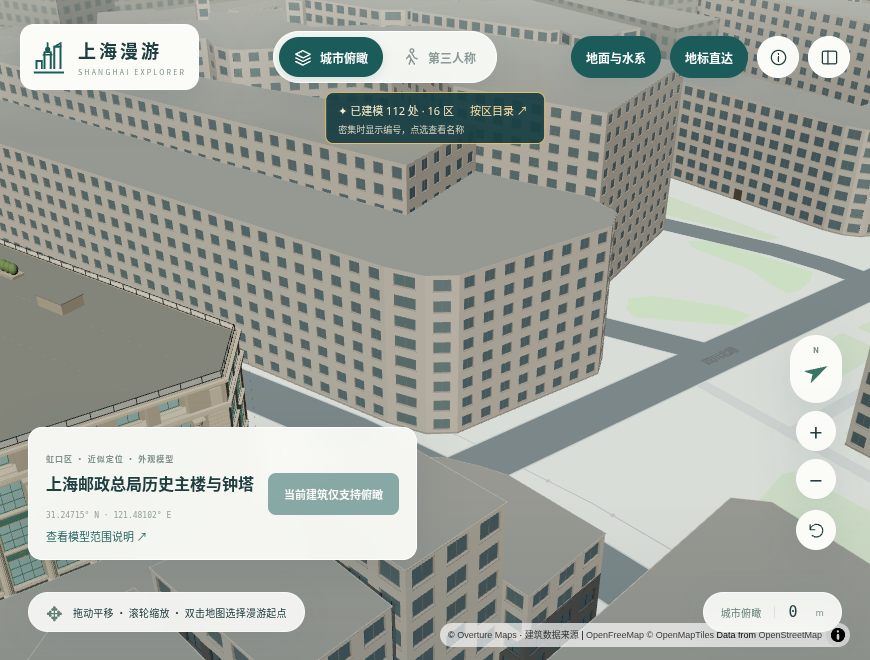 上海漫游
SHANGHAI EXPLORER
城市俯瞰
第三人称
地面与水系
地标直达
✦ 已建模 112 处 · 16 区 按区目录 ↗
密集时显示编号，点选查看名称
N
+
−
虹口区 · 近似定位 · 外观模型
上海邮政总局历史主楼与钟塔
当前建筑仅支持俯瞰
31.24715° N · 121.48102° E
查看模型范围说明 ↗
拖动平移 · 滚轮缩放 · 双击地图选择漫游起点
城市俯瞰 0 m
© Overture Maps · 建筑数据来源 | OpenFreeMap © OpenMapTiles Data from OpenStreetMap